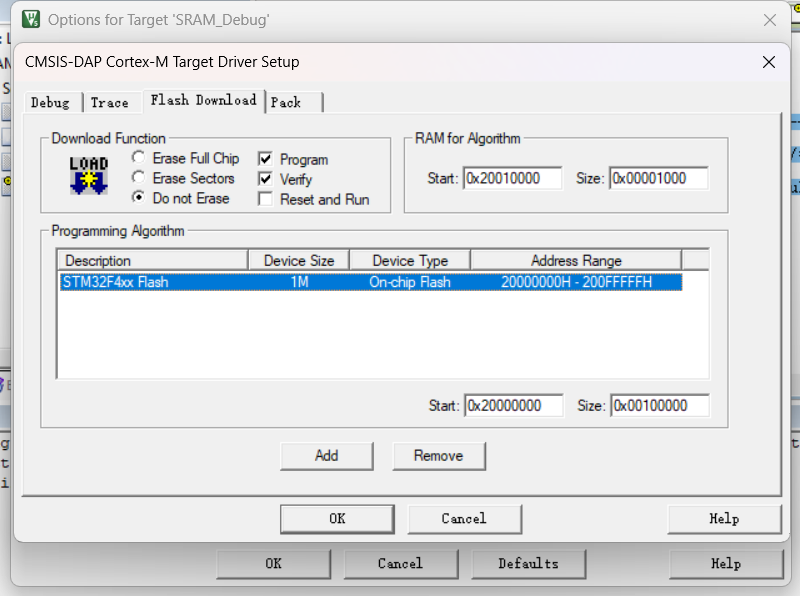 Options for Target 'SRAM_Debug'
CMSIS-DAP Cortex-M Target Driver Setup
Debug Trace Flash Download Pack
Download Function
LOAD
Erase Full Chip
Erase Sectors
Do not Erase
Program
Verify
Reset and Run
RAM for Algorithm
Start: 0x20010000 Size: 0x00001000
Programming Algorithm
Description Device Size Device Type Address Range
STM32F4xx Flash 1M On-chip Flash 20000000H - 200FFFFFH
Start: 0x20000000 Size: 0x00100000
Add Remove
OK Cancel Help
OK Cancel Defaults Help